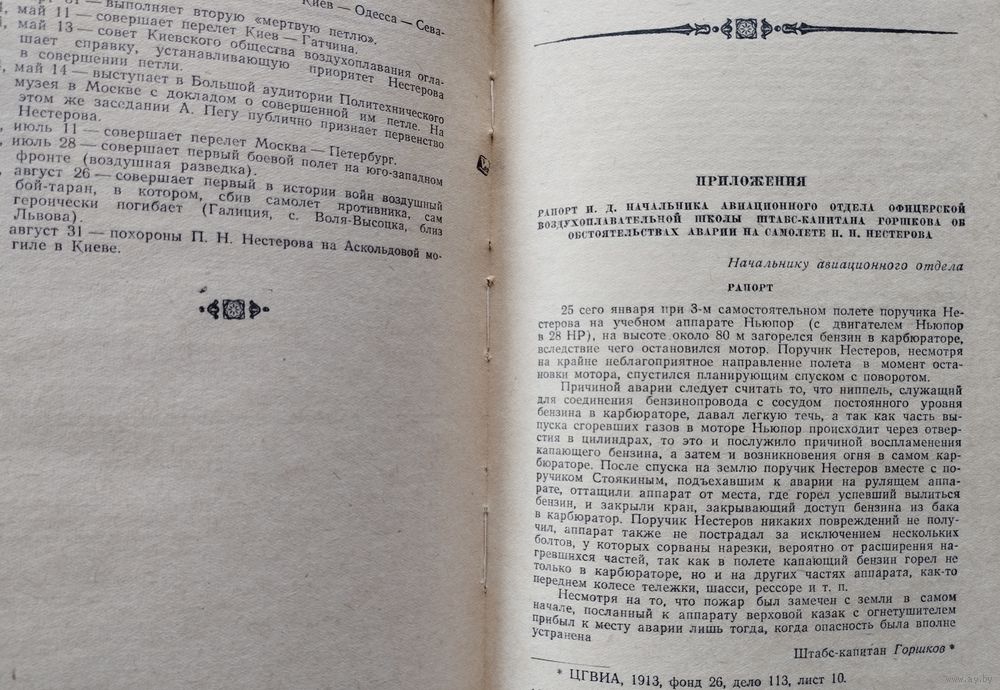 Киев — Одесса — Сева-
31 — выполняет вторую «мертвую петлю».
май 11 — совершает перелет Киев — Гатчина.
май 13 — совет Киевского общества воздухоплавания огла-
шает справку, устанавливающую приоритет Нестерова
в совершении петли.
май 14 — выступает в Большой аудитории Политехнического
музея в Москве с докладом о совершенной им петле. На
этом же заседании А. Пегу публично признает первенство
Нестерова.
июль 11 — совершает перелет Москва — Петербург.
июль 28 — совершает первый боевой полет на юго-западном
фронте (воздушная разведка).
август 26 — совершает первый в истории войн воздушный
бой-таран, в котором, сбив самолет противника, сам
героически погибает (Галиция, с. Воля-Высоцка, близ
Львова).
август 31 — похороны П. Н. Нестерова на Аскольдовой мо-
гиле в Киеве.
ПРИЛОЖЕНИЯ
РАПОРТ И. Д. НАЧАЛЬНИКА АВИАЦИОННОГО ОТДЕЛА ОФИЦЕРСКОЙ
ВОЗДУХОПЛАВАТЕЛЬНОЙ ШКОЛЫ ШТАБС-КАПИТАНА ГОРШКОВА ОБ
ОБСТОЯТЕЛЬСТВАХ АВАРИИ НА САМОЛЕТЕ П. Н. НЕСТЕРОВА
Начальнику авиационного отдела
РАПОРТ
25 сего января при 3-м самостоятельном полете поручика Не-
стерова на учебном аппарате Ньюпор (с двигателем Ньюпор
в 28 НР), на высоте около 80 м загорелся бензин в карбюраторе,
вследствие чего остановился мотор. Поручик Нестеров, несмотря
на крайне неблагоприятное направление полета в момент оста-
новки мотора, спустился планирующим спуском с поворотом.
Причиной аварии следует считать то, что ниппель, служащий
для соединения бензинопровода с сосудом постоянного уровня
бензина в карбюраторе, давал легкую течь, а так как часть вы-
пуска сгоревших газов в моторе Ньюпор происходит через отвер-
стия в цилиндрах, то это и послужило причиной воспламенения
капающего бензина, а затем и возникновения огня в самом кар-
бюраторе. После спуска на землю поручик Нестеров вместе с по-
ручиком Стоякиным, подъехавшим к аварии на рулящем аппа-
рате, оттащили аппарат от места, где горел успевший вылиться
бензин, и закрыли кран, закрывающий доступ бензина из бака
в карбюратор. Поручик Нестеров никаких повреждений не полу-
чил, аппарат также не пострадал за исключением нескольких
болтов, у которых сорваны нарезки, вероятно от расширения на-
гревшихся частей, так как в полете капающий бензин горел не
только в карбюраторе, но и на других частях аппарата, как-то
переднем колесе тележки, шасси, рессоре и т. п.
Несмотря на то, что пожар был замечен с земли в самом
начале, посланный к аппарату верховой казак с огнетушителем
прибыл к месту аварии лишь тогда, когда опасность была вполне
устранена
Штабс-капитан Горшков *
* ЦГВИА, 1913, фонд 26, дело 113, лист 10.
www.ay.by